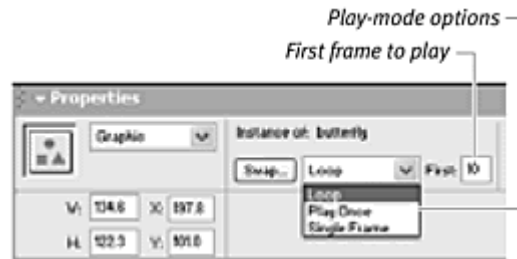 Play-mode options
First frame to play
Properties
Graphic
Instance of: butterfly
Swap... Loop First: 10
Loop
Play Once
Single Frame
W: 134.6 X: 197.8
H: 122.3 Y: 101.0